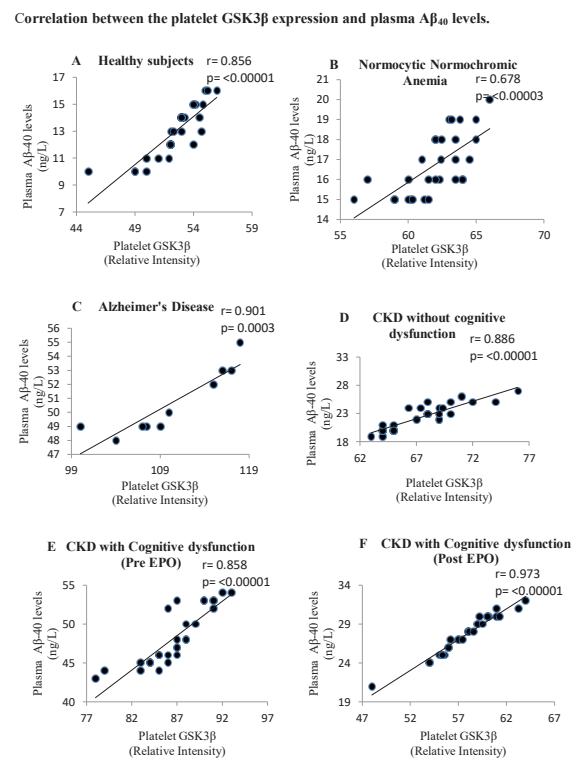 Correlation between the platelet GSK3β expression and plasma Aβ40 levels.
A Healthy subjects
r= 0.856
p= <0.00001
17
15
13
11
9
7
44 49 54 59
Plasma Aβ-40 levels
(ng/L)
Platelet GSK3β
(Relative Intensity)
B Normocytic Normochromic
Anemia
r= 0.678
p=<0.00003
21
20
19
18
17
16
15
14
55 60 65 70
Plasma Aβ-40 levels
(ng/L)
Platelet GSK3β
(Relative Intensity)
C Alzheimer's Disease
r= 0.901
p= 0.0003
56
55
55
53
52
51
50
49
48
47
99 109 119
Plasma Aβ-40 levels
(ng/L)
Platelet GSK3β
(Relative Intensity)
D CKD without cognitive
dysfunction
r= 0.886
p= <0.00001
33
28
23
18
62 67 72 77
Plasma Aβ-40 levels
(ng/L)
Platelet GSK3β
(Relative Intensity)
E CKD with Cognitive dysfunction
(Pre EPO)
r= 0.858
p= <0.00001
55
50
45
40
77 82 87 92 97
Plasma Aβ-40 levels
(ng/L)
Platelet GSK3β
(Relative Intensity)
F CKD with Cognitive dysfunction
(Post EPO)
r= 0.973
p= <0.00001
34
29
24
19
47 52 57 62 67
Plasma Aβ-40 levels
(ng/L)
Platelet GSK3β
(Relative Intensity)